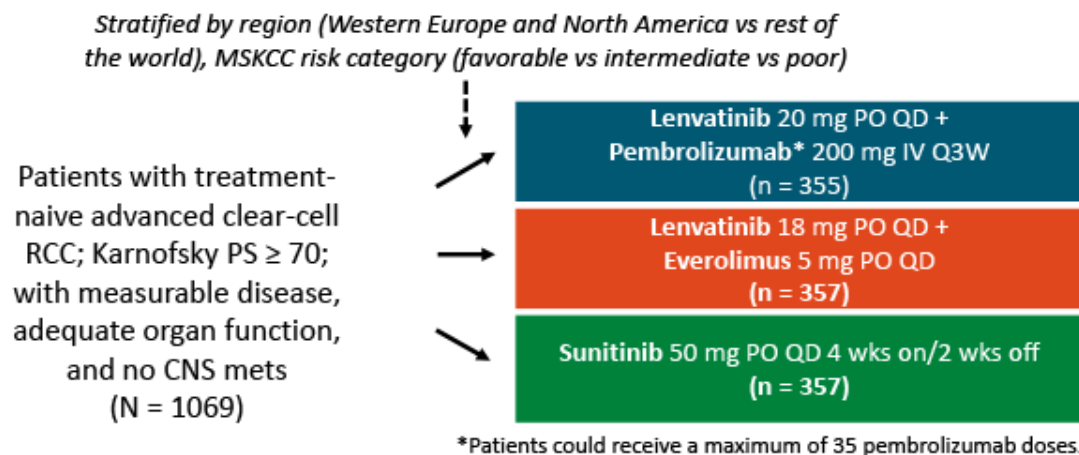 Stratified by region (Western Europe and North America vs rest of
the world), MSKCC risk category (favorable vs intermediate vs poor)
Patients with treatment-
naive advanced clear-cell
RCC; Karnofsky PS ≥ 70;
with measurable disease,
adequate organ function,
and no CNS mets
(N = 1069)
Lenvatinib 20 mg PO QD +
Pembrolizumab* 200 mg IV Q3W
(n = 355)
Lenvatinib 18 mg PO QD +
Everolimus 5 mg PO QD
(n = 357)
Sunitinib 50 mg PO QD 4 wks on/2 wks off
(n = 357)
*Patients could receive a maximum of 35 pembrolizumab doses.